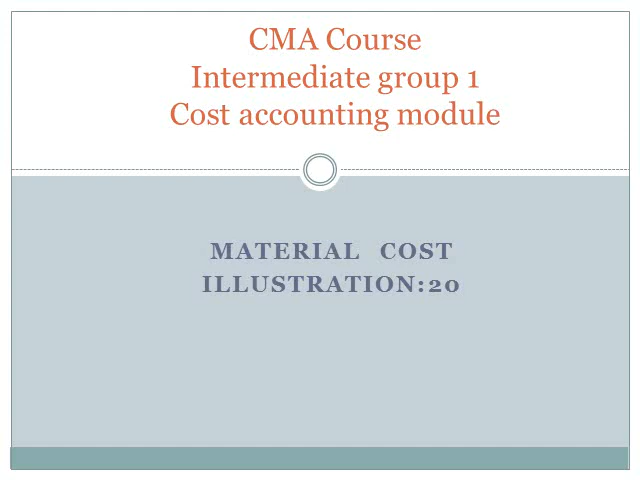 CMA Course
Intermediate group 1
Cost accounting module
MATERIAL COST
ILLUSTRATION:20